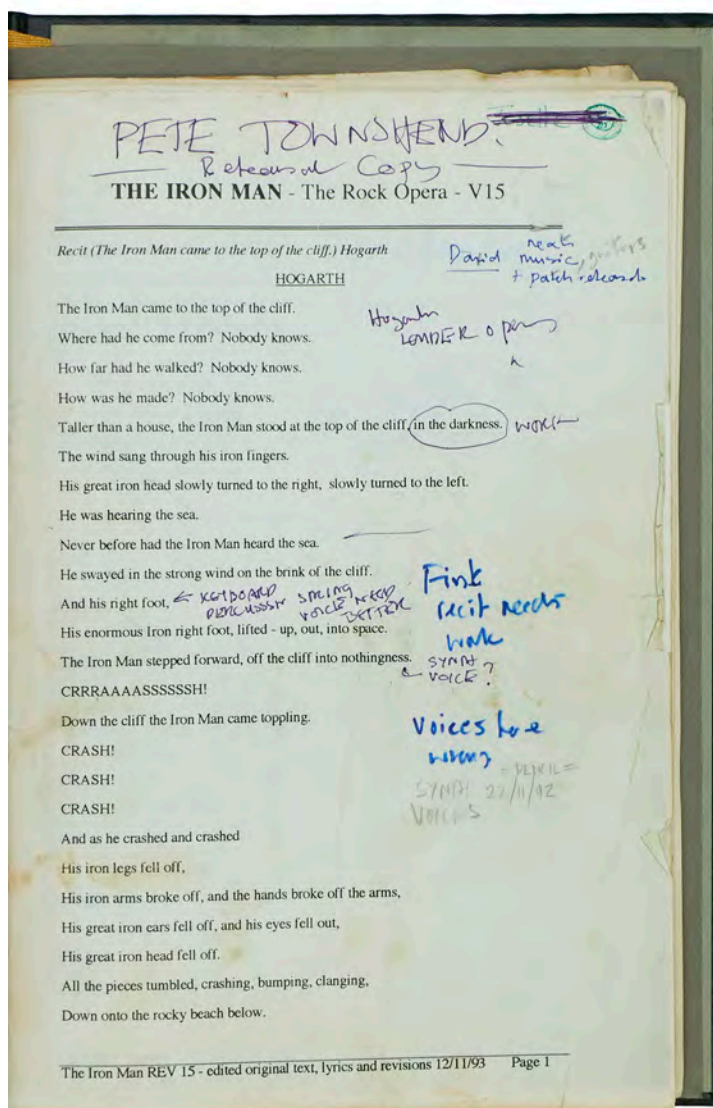 PETE TOWNSHEND.
Rehearsal Copy
THE IRON MAN - The Rock Opera - V15
Recit (The Iron Man came to the top of the cliff.) Hogarth
David neat music,
+ patch
HOGARTH
The Iron Man came to the top of the cliff.
Hogarth
LOUDER
Where had he come from? Nobody knows.
How far had he walked? Nobody knows.
How was he made? Nobody knows.
Taller than a house, the Iron Man stood at the top of the cliff, in the darkness. WORK
The wind sang through his iron fingers.
His great iron head slowly turned to the right, slowly turned to the left.
He was hearing the sea.
Never before had the Iron Man heard the sea.
He swayed in the strong wind on the brink of the cliff.
And his right foot,
KEYBOARD STRING
VOICE NEED
BETTER
recit needs
work
His enormous Iron right foot, lifted - up, out, into space.
The Iron Man stepped forward, off the cliff into nothingness.
SYNTH
VOICE?
CRRRAAAASSSSSSH!
Down the cliff the Iron Man came toppling.
Voices here
wrong
CRASH!
CRASH!
SYNTH
VOICES
CRASH!
And as he crashed and crashed
His iron legs fell off,
His iron arms broke off, and the hands broke off the arms,
His great iron ears fell off, and his eyes fell out,
His great iron head fell off.
All the pieces tumbled, crashing, bumping, clanging,
Down onto the rocky beach below.
The Iron Man REV 15 - edited original text, lyrics and revisions 12/11/93 Page 1